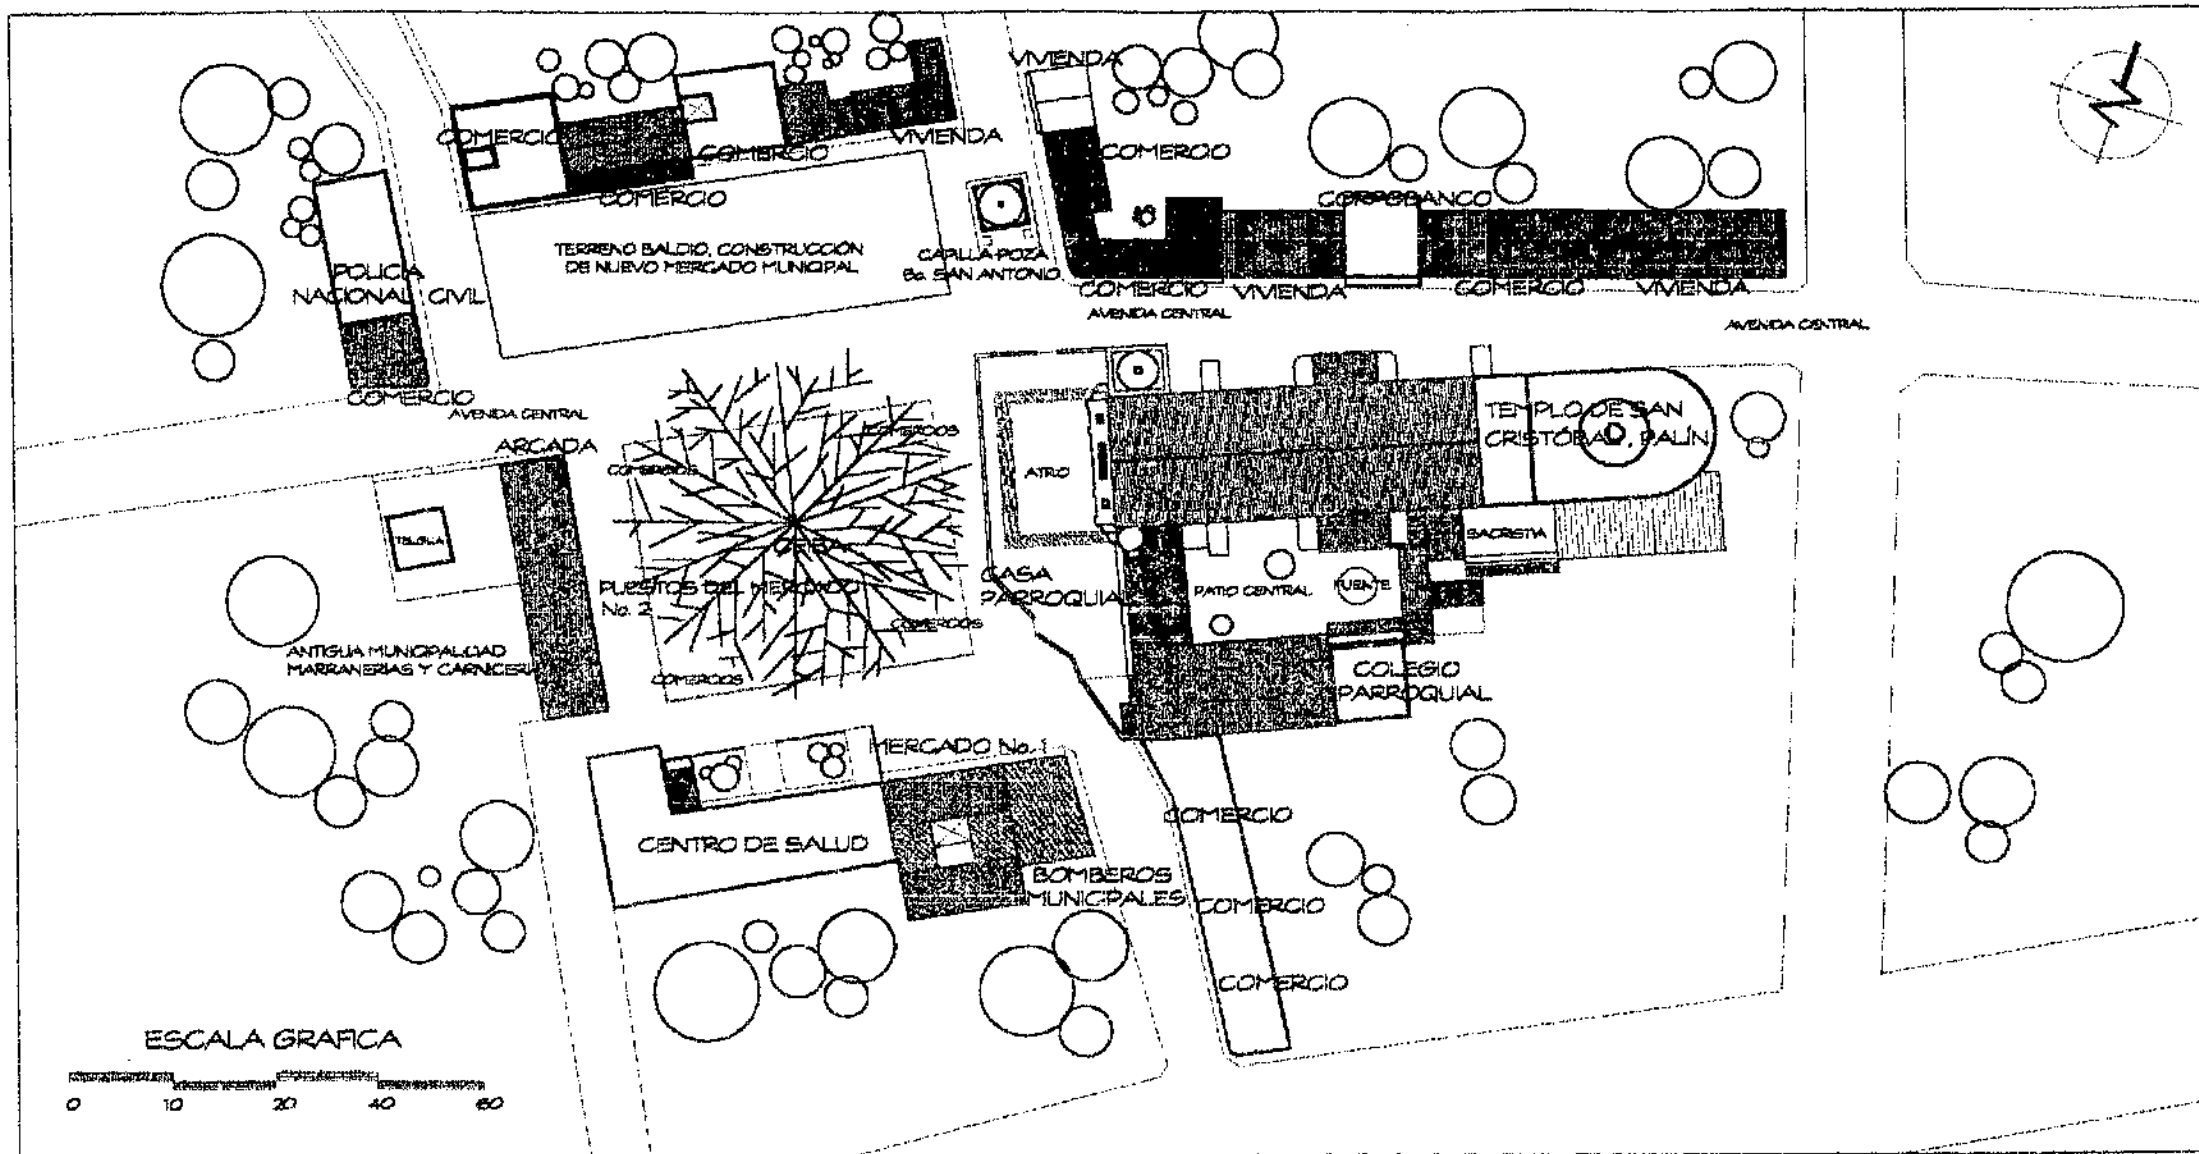 VIVIENDA
COMERCIO
COMERCIO
VIVIENDA
COMERCIO
COMERCIO
TERRENO BALDIO, CONSTRUCCIÓN
DE NUEVO MERCADO MUNICIPAL
CAPILLA POZA
Bo. SAN ANTONIO
POLICIA
NACIONAL CIVIL
COMERCIO
VIVIENDA
COMERCIO
VIVIENDA
AVENIDA CENTRAL
AVENIDA CENTRAL
COMERCIO
AVENIDA CENTRAL
ARCADA
COMERCIOS
COMERCIOS
ATRIO
TEMPLO DE SAN
CRISTÓBAL, PALÍN
TELGUA
CEIBA
SACRISTIA
PUESTOS DEL MERCADO
No. 2
CASA
PARROQUIAL
PATIO CENTRAL
FUENTE
COMERCIOS
ANTIGUA MUNICIPALIDAD
MARRANERIAS Y CARNICERIA
COMERCIOS
COLEGIO
PARROQUIAL
MERCADO No. 1
CENTRO DE SALUD
COMERCIO
BOMBEROS
MUNICIPALES
COMERCIO
COMERCIO
ESCALA GRAFICA
0 10 20 40 60